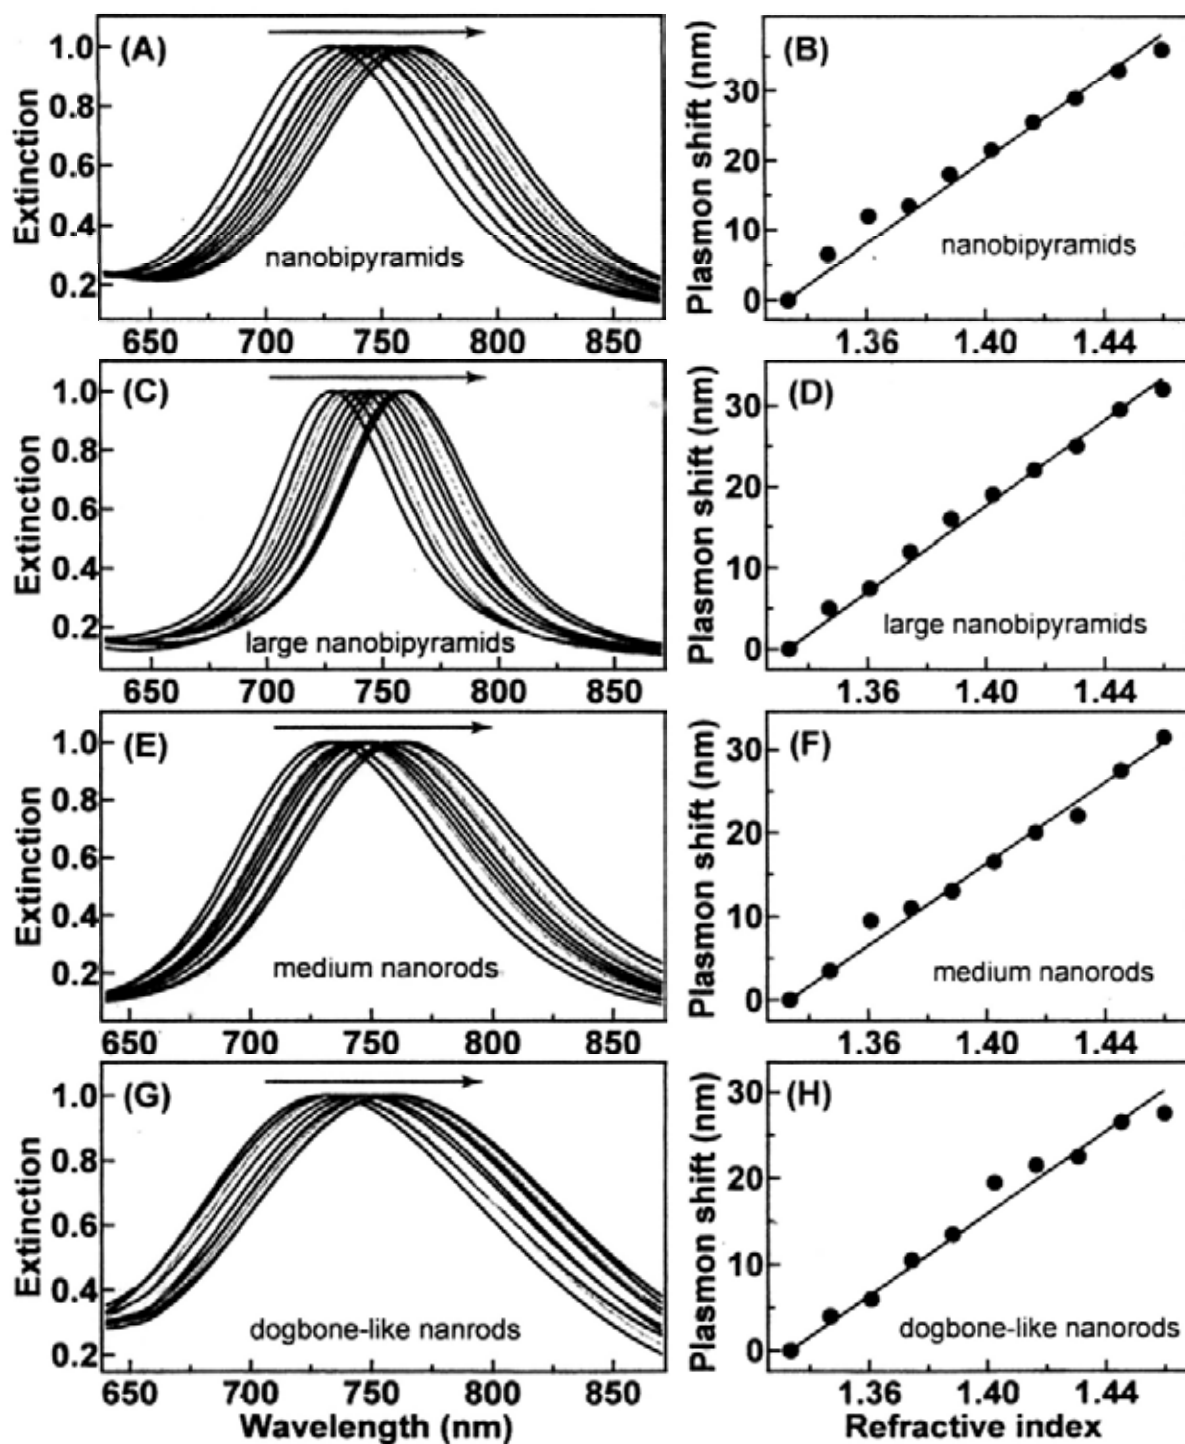 (A)
Extinction
1.0
0.8
0.6
0.4
0.2
nanobipyramids
650 700 750 800 850
(B)
Plasmon shift (nm)
30
20
10
0
nanobipyramids
1.36 1.40 1.44
(C)
Extinction
1.0
0.8
0.6
0.4
0.2
large nanobipyramids
650 700 750 800 850
(D)
Plasmon shift (nm)
30
20
10
0
large nanobipyramids
1.36 1.40 1.44
(E)
Extinction
1.0
0.8
0.6
0.4
0.2
medium nanorods
650 700 750 800 850
(F)
Plasmon shift (nm)
30
20
10
0
medium nanorods
1.36 1.40 1.44
(G)
Extinction
1.0
0.8
0.6
0.4
0.2
dogbone-like nanrods
650 700 750 800 850
Wavelength (nm)
(H)
Plasmon shift (nm)
30
20
10
0
dogbone-like nanorods
1.36 1.40 1.44
Refractive index